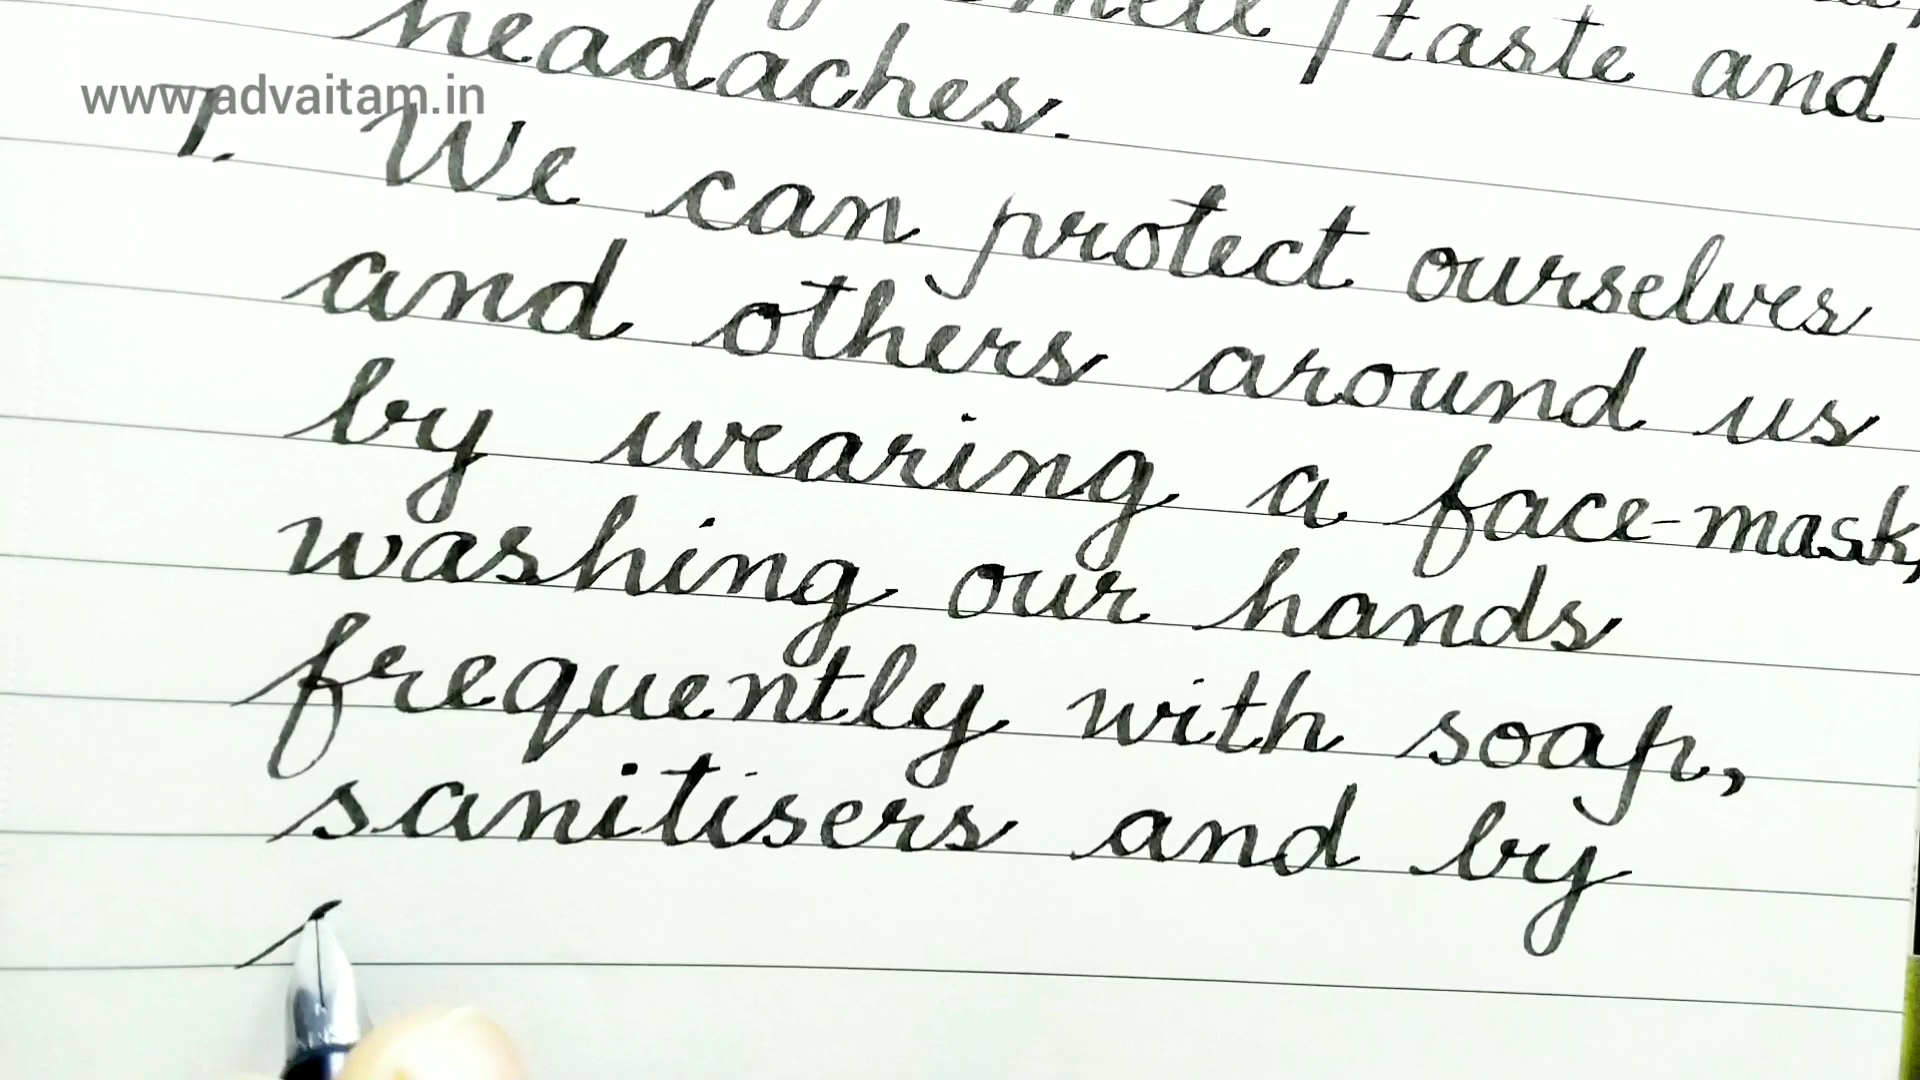 smell/taste and
headaches.
www.advaitam.in
7. We can protect ourselves
and others around us
by wearing a face-mask,
washing our hands
frequently with soap,
sanitisers and by